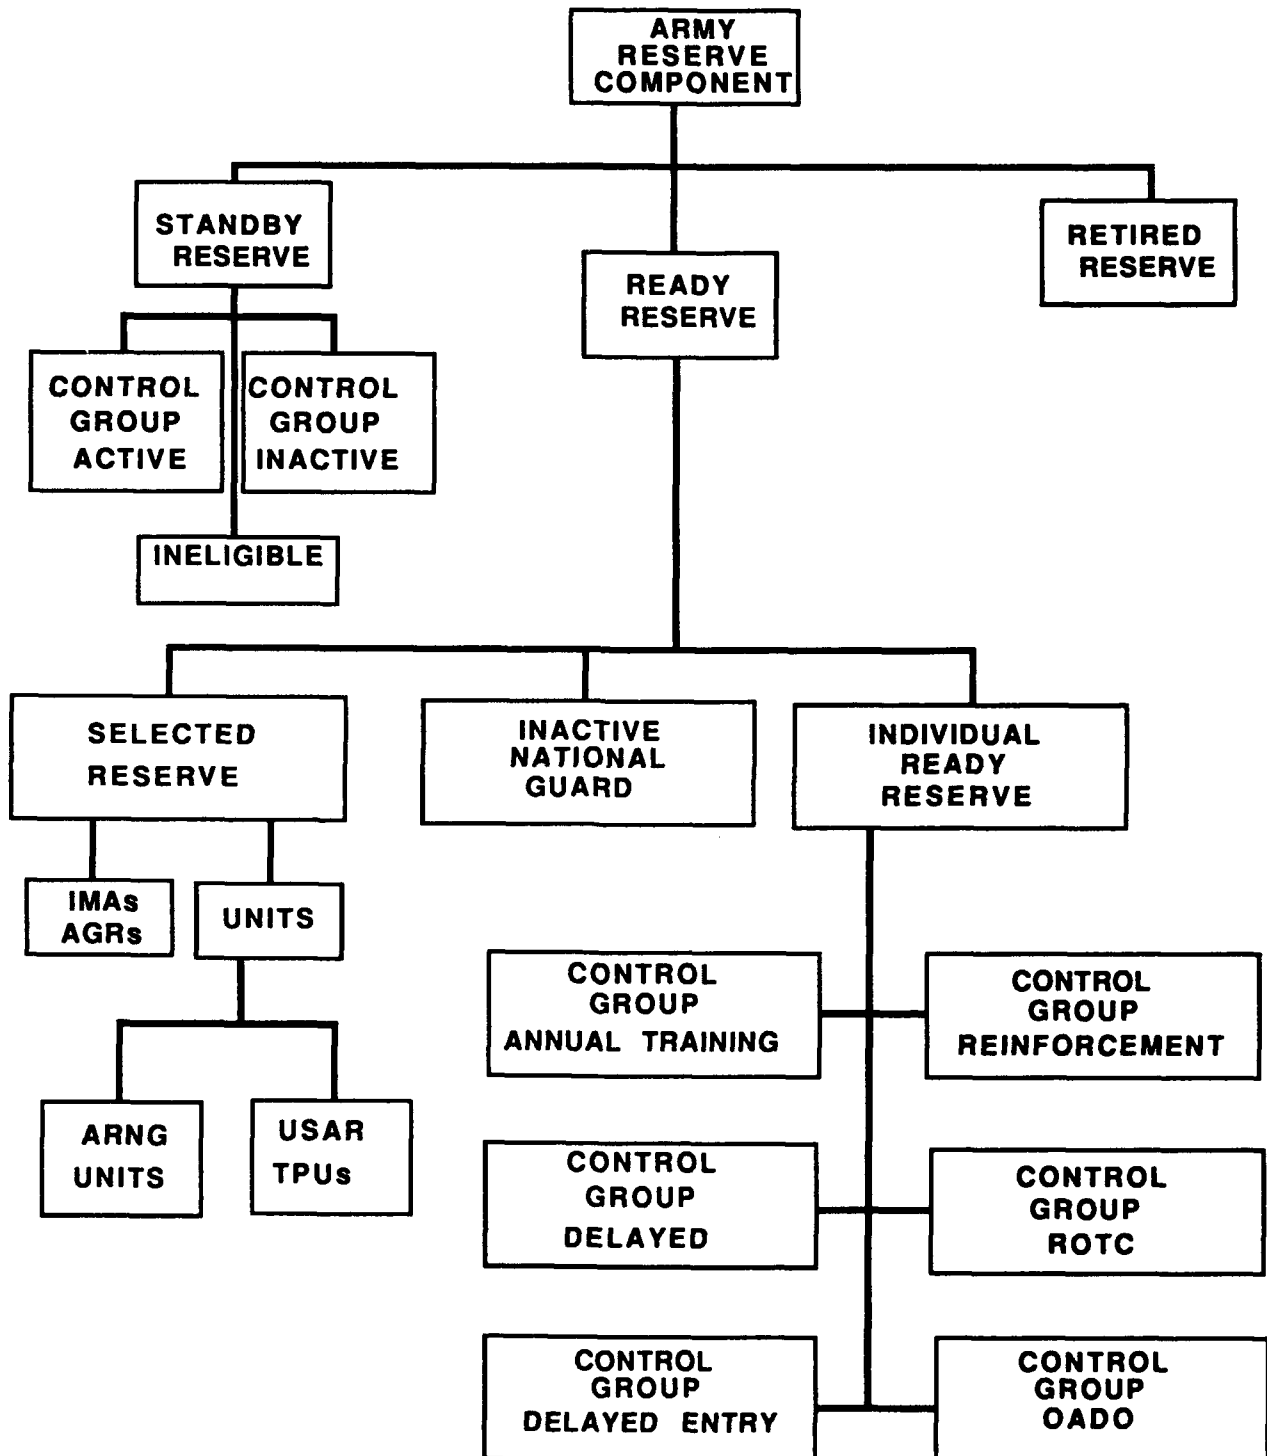 ARMY
RESERVE
COMPONENT
STANDBY
RESERVE
READY
RESERVE
RETIRED
RESERVE
CONTROL
GROUP
ACTIVE
CONTROL
GROUP
INACTIVE
INELIGIBLE
SELECTED
RESERVE
INACTIVE
NATIONAL
GUARD
INDIVIDUAL
READY
RESERVE
IMAs
AGRs
UNITS
ARNG
UNITS
USAR
TPUs
CONTROL
GROUP
ANNUAL TRAINING
CONTROL
GROUP
REINFORCEMENT
CONTROL
GROUP
DELAYED
CONTROL
GROUP
ROTC
CONTROL
GROUP
DELAYED ENTRY
CONTROL
GROUP
OADO